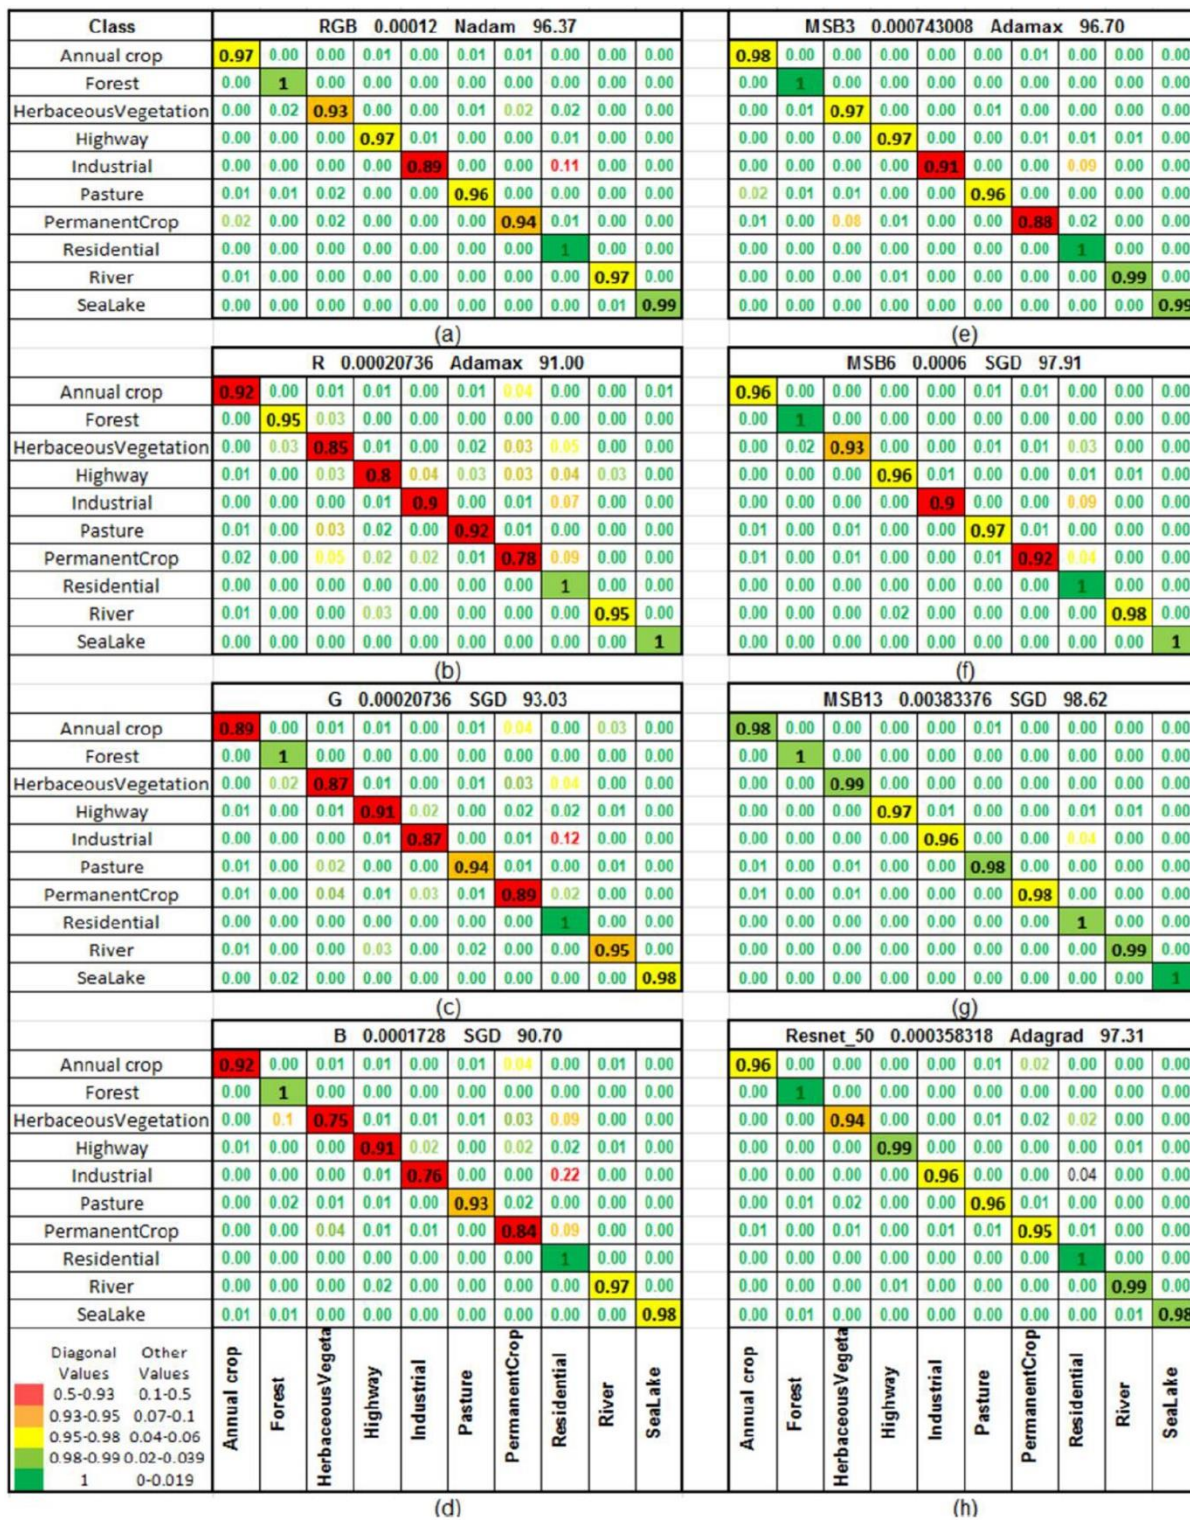 Class RGB 0.00012 Nadam 96.37 MSB3 0.000743008 Adamax 96.70
Annual crop 0.97 0.00 0.00 0.01 0.00 0.01 0.01 0.00 0.00 0.00 0.98 0.00 0.00 0.00 0.00 0.00 0.01 0.00 0.00 0.00
Forest 0.00 1 0.00 0.00 0.00 0.00 0.00 0.00 0.00 0.00 0.00 1 0.00 0.00 0.00 0.00 0.00 0.00 0.00 0.00
HerbaceousVegetation 0.00 0.02 0.93 0.00 0.00 0.01 0.02 0.02 0.00 0.00 0.00 0.01 0.97 0.00 0.00 0.01 0.00 0.00 0.00 0.00
Highway 0.00 0.00 0.00 0.97 0.01 0.00 0.00 0.01 0.00 0.00 0.00 0.00 0.00 0.97 0.00 0.00 0.01 0.01 0.01 0.00
Industrial 0.00 0.00 0.00 0.00 0.89 0.00 0.00 0.11 0.00 0.00 0.00 0.00 0.00 0.00 0.91 0.00 0.00 0.09 0.00 0.00
Pasture 0.01 0.01 0.02 0.00 0.00 0.96 0.00 0.00 0.00 0.00 0.02 0.01 0.01 0.00 0.00 0.96 0.00 0.00 0.00 0.00
PermanentCrop 0.02 0.00 0.02 0.00 0.00 0.00 0.94 0.01 0.00 0.00 0.01 0.00 0.08 0.01 0.00 0.00 0.88 0.02 0.00 0.00
Residential 0.00 0.00 0.00 0.00 0.00 0.00 0.00 1 0.00 0.00 0.00 0.00 0.00 0.00 0.00 0.00 0.00 1 0.00 0.00
River 0.01 0.00 0.00 0.00 0.00 0.00 0.00 0.00 0.97 0.00 0.00 0.00 0.00 0.01 0.00 0.00 0.00 0.00 0.99 0.00
SeaLake 0.00 0.00 0.00 0.00 0.00 0.00 0.00 0.00 0.01 0.99 0.00 0.00 0.00 0.00 0.00 0.00 0.00 0.00 0.00 0.99
(a) (e)
R 0.00020736 Adamax 91.00 MSB6 0.0006 SGD 97.91
Annual crop 0.92 0.00 0.01 0.01 0.00 0.01 0.04 0.00 0.00 0.01 0.96 0.00 0.00 0.00 0.00 0.01 0.01 0.00 0.00 0.00
Forest 0.00 0.95 0.03 0.00 0.00 0.00 0.00 0.00 0.00 0.00 0.00 1 0.00 0.00 0.00 0.00 0.00 0.00 0.00 0.00
HerbaceousVegetation 0.00 0.03 0.85 0.01 0.00 0.02 0.03 0.05 0.00 0.00 0.00 0.02 0.93 0.00 0.00 0.01 0.01 0.03 0.00 0.00
Highway 0.01 0.00 0.03 0.8 0.04 0.03 0.03 0.04 0.03 0.00 0.00 0.00 0.00 0.96 0.01 0.00 0.00 0.01 0.01 0.00
Industrial 0.00 0.00 0.00 0.01 0.9 0.00 0.01 0.07 0.00 0.00 0.00 0.00 0.00 0.00 0.9 0.00 0.00 0.09 0.00 0.00
Pasture 0.01 0.00 0.03 0.02 0.00 0.92 0.01 0.00 0.00 0.00 0.01 0.00 0.01 0.00 0.00 0.97 0.01 0.00 0.00 0.00
PermanentCrop 0.02 0.00 0.05 0.02 0.02 0.01 0.78 0.09 0.00 0.00 0.01 0.00 0.01 0.00 0.00 0.01 0.92 0.04 0.00 0.00
Residential 0.00 0.00 0.00 0.00 0.00 0.00 0.00 1 0.00 0.00 0.00 0.00 0.00 0.00 0.00 0.00 0.00 1 0.00 0.00
River 0.01 0.00 0.00 0.03 0.00 0.00 0.00 0.00 0.95 0.00 0.00 0.00 0.00 0.02 0.00 0.00 0.00 0.00 0.98 0.00
SeaLake 0.00 0.00 0.00 0.00 0.00 0.00 0.00 0.00 0.00 1 0.00 0.00 0.00 0.00 0.00 0.00 0.00 0.00 0.00 1
(b) (f)
G 0.00020736 SGD 93.03 MSB13 0.00383376 SGD 98.62
Annual crop 0.89 0.00 0.01 0.01 0.00 0.01 0.04 0.00 0.03 0.00 0.98 0.00 0.00 0.00 0.00 0.01 0.00 0.00 0.00 0.00
Forest 0.00 1 0.00 0.00 0.00 0.00 0.00 0.00 0.00 0.00 0.00 1 0.00 0.00 0.00 0.00 0.00 0.00 0.00 0.00
HerbaceousVegetation 0.00 0.02 0.87 0.01 0.00 0.01 0.03 0.04 0.00 0.00 0.00 0.00 0.99 0.00 0.00 0.00 0.00 0.00 0.00 0.00
Highway 0.01 0.00 0.01 0.91 0.02 0.00 0.02 0.02 0.01 0.00 0.00 0.00 0.00 0.97 0.01 0.00 0.00 0.01 0.01 0.00
Industrial 0.00 0.00 0.00 0.01 0.87 0.00 0.01 0.12 0.00 0.00 0.00 0.00 0.00 0.00 0.96 0.00 0.00 0.04 0.00 0.00
Pasture 0.01 0.00 0.02 0.00 0.00 0.94 0.01 0.00 0.01 0.00 0.01 0.00 0.01 0.00 0.00 0.98 0.00 0.00 0.00 0.00
PermanentCrop 0.01 0.00 0.04 0.01 0.03 0.01 0.89 0.02 0.00 0.00 0.01 0.00 0.01 0.00 0.00 0.00 0.98 0.00 0.00 0.00
Residential 0.00 0.00 0.00 0.00 0.00 0.00 0.00 1 0.00 0.00 0.00 0.00 0.00 0.00 0.00 0.00 0.00 1 0.00 0.00
River 0.01 0.00 0.00 0.03 0.00 0.02 0.00 0.00 0.95 0.00 0.00 0.00 0.00 0.00 0.00 0.00 0.00 0.00 0.99 0.00
SeaLake 0.00 0.02 0.00 0.00 0.00 0.00 0.00 0.00 0.00 0.98 0.00 0.00 0.00 0.00 0.00 0.00 0.00 0.00 0.00 1
(c) (g)
B 0.0001728 SGD 90.70 Resnet_50 0.000358318 Adagrad 97.31
Annual crop 0.92 0.00 0.01 0.01 0.00 0.01 0.04 0.00 0.01 0.00 0.96 0.00 0.00 0.00 0.00 0.01 0.02 0.00 0.00 0.00
Forest 0.00 1 0.00 0.00 0.00 0.00 0.00 0.00 0.00 0.00 0.00 1 0.00 0.00 0.00 0.00 0.00 0.00 0.00 0.00
HerbaceousVegetation 0.00 0.1 0.75 0.01 0.01 0.01 0.03 0.09 0.00 0.00 0.00 0.00 0.94 0.00 0.00 0.01 0.02 0.02 0.00 0.00
Highway 0.01 0.00 0.00 0.91 0.02 0.00 0.02 0.02 0.01 0.00 0.00 0.00 0.00 0.99 0.00 0.00 0.00 0.00 0.01 0.00
Industrial 0.00 0.00 0.00 0.01 0.76 0.00 0.00 0.22 0.00 0.00 0.00 0.00 0.00 0.00 0.96 0.00 0.00 0.04 0.00 0.00
Pasture 0.00 0.02 0.01 0.01 0.00 0.93 0.02 0.00 0.00 0.00 0.00 0.01 0.02 0.00 0.00 0.96 0.01 0.00 0.00 0.00
PermanentCrop 0.00 0.00 0.04 0.01 0.01 0.00 0.84 0.09 0.00 0.00 0.01 0.00 0.01 0.00 0.01 0.01 0.95 0.01 0.00 0.00
Residential 0.00 0.00 0.00 0.00 0.00 0.00 0.00 1 0.00 0.00 0.00 0.00 0.00 0.00 0.00 0.00 0.00 1 0.00 0.00
River 0.00 0.00 0.00 0.02 0.00 0.00 0.00 0.00 0.97 0.00 0.00 0.00 0.00 0.01 0.00 0.00 0.00 0.00 0.99 0.00
SeaLake 0.01 0.01 0.00 0.00 0.00 0.00 0.00 0.00 0.00 0.98 0.00 0.01 0.00 0.00 0.00 0.00 0.00 0.00 0.01 0.98
Diagonal Other
Values Values
0.5-0.93 0.1-0.5
0.93-0.95 0.07-0.1
0.95-0.98 0.04-0.06
0.98-0.99 0.02-0.039
1 0-0.019
Annual crop
Forest
HerbaceousVegeta
Highway
Industrial
Pasture
PermanentCrop
Residential
River
SeaLake
Annual crop
Forest
HerbaceousVegeta
Highway
Industrial
Pasture
PermanentCrop
Residential
River
SeaLake
(d) (h)